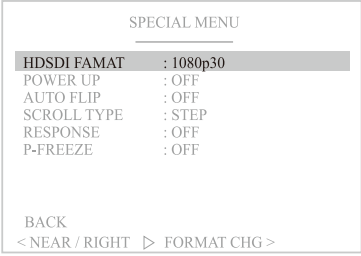 SPECIAL MENU
HDSDI FAMAT : 1080p30
POWER UP : OFF
AUTO FLIP : OFF
SCROLL TYPE : STEP
RESPONSE : OFF
P-FREEZE : OFF
BACK
< NEAR / RIGHT ▷ FORMAT CHG >